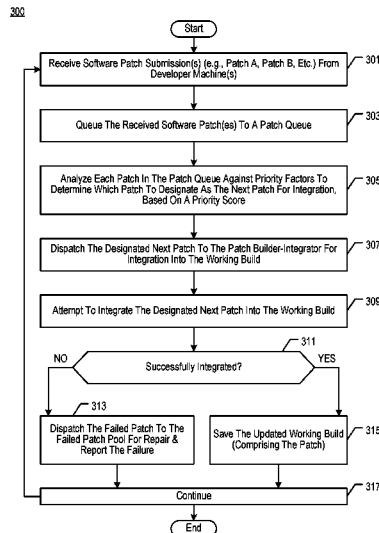 300
Start
Receive Software Patch Submission(s) (e.g., Patch A, Patch B, Etc.) From
Developer Machine(s)
301
Queue The Received Software Patch(es) To A Patch Queue
303
Analyze Each Patch In The Patch Queue Against Priority Factors To
Determine Which Patch To Designate As The Next Patch For Integration,
Based On A Priority Score
305
Dispatch The Designated Next Patch To The Patch Builder-Integrator For
Integration Into The Working Build
307
Attempt To Integrate The Designated Next Patch Into The Working Build
309
311
NO
Successfully Integrated?
YES
313
Dispatch The Failed Patch To The
Failed Patch Pool For Repair &
Report The Failure
Save The Updated Working Build
(Comprising The Patch)
315
Continue
317
End